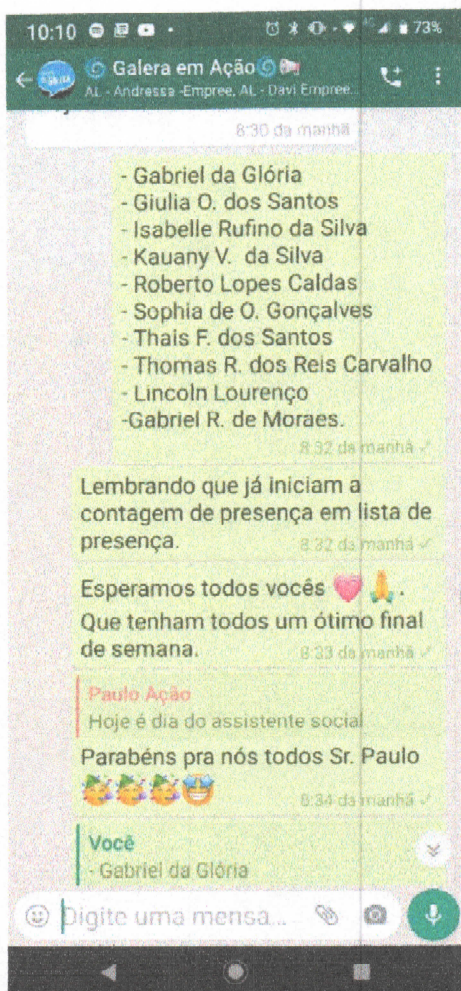 10:10
73%
Galera em Ação
AL - Andressa -Empree, AL - Davi Empree...
8:30 da manhã
- Gabriel da Glória
- Giulia O. dos Santos
- Isabelle Rufino da Silva
- Kauany V. da Silva
- Roberto Lopes Caldas
- Sophia de O. Gonçalves
- Thais F. dos Santos
- Thomas R. dos Reis Carvalho
- Lincoln Lourenço
-Gabriel R. de Moraes.
8:32 da manhã
Lembrando que já iniciam a
contagem de presença em lista de
presença.
8:32 da manhã
Esperamos todos vocês 💗🙏.
Que tenham todos um ótimo final
de semana.
8:33 da manhã
Paulo Ação
Hoje é dia do assistente social
Parabéns pra nós todos Sr. Paulo
🥳🥳🥳🤩
8:34 da manhã
Você
- Gabriel da Glória
Digite uma mensa...